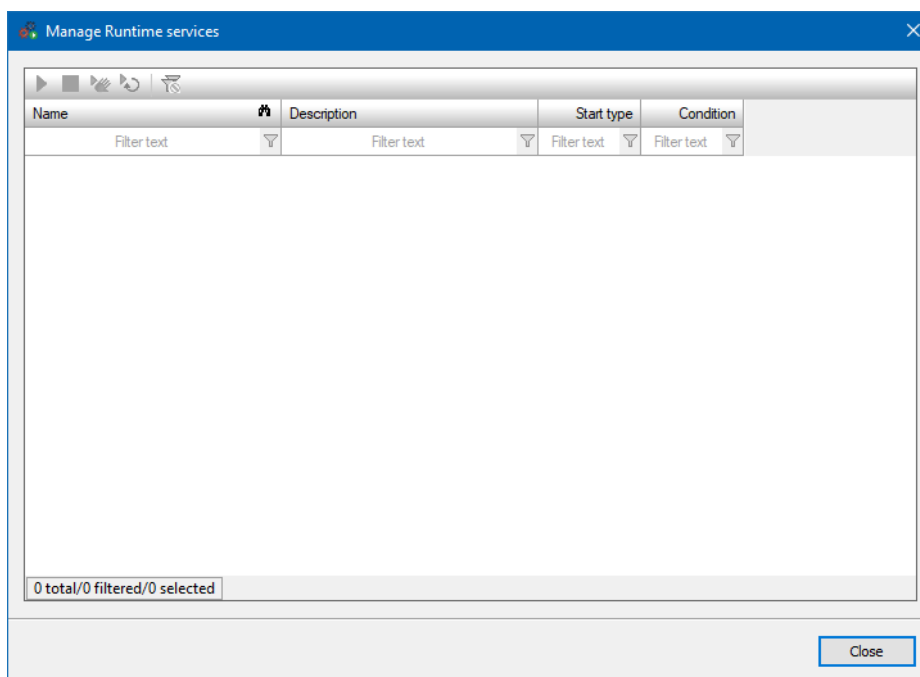 Manage Runtime services
Name Description Start type Condition
Filter text Filter text Filter text Filter text
0 total/0 filtered/0 selected
Close